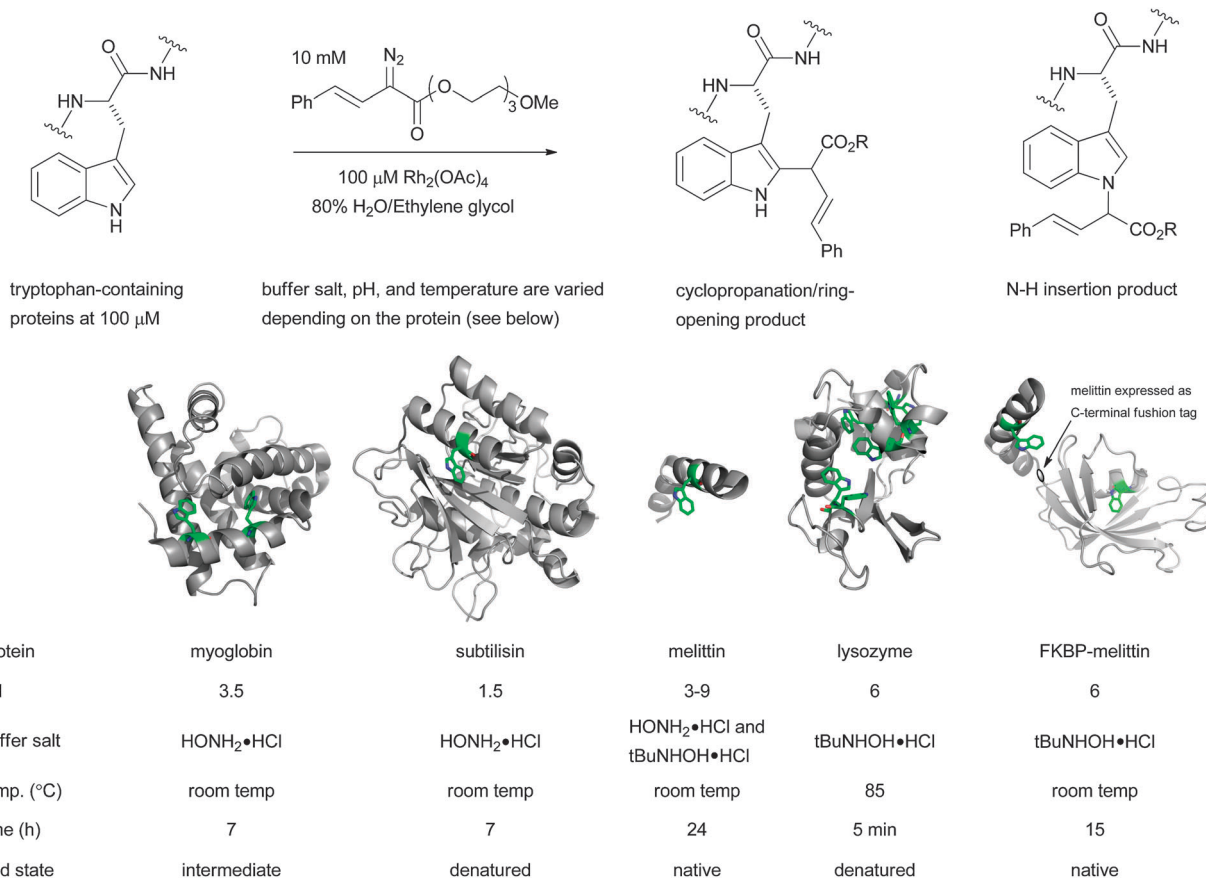 O
NH
HN
N
H
10 mM
N2
Ph
O
O
3
OMe
100 μM Rh2(OAc)4
80% H2O/Ethylene glycol
O
NH
HN
CO2R
N
H
Ph
O
NH
HN
N
Ph
CO2R
tryptophan-containing
proteins at 100 μM
buffer salt, pH, and temperature are varied
depending on the protein (see below)
cyclopropanation/ring-
opening product
N-H insertion product
melittin expressed as
C-terminal fusion tag
otein myoglobin subtilisin melittin lysozyme FKBP-melittin
3.5 1.5 3-9 6 6
ffer salt HONH2•HCl HONH2•HCl HONH2•HCl and tBuNHOH•HCl tBuNHOH•HCl
tBuNHOH•HCl
mp. (°C) room temp room temp room temp 85 room temp
ne (h) 7 7 24 5 min 15
d state intermediate denatured native denatured native